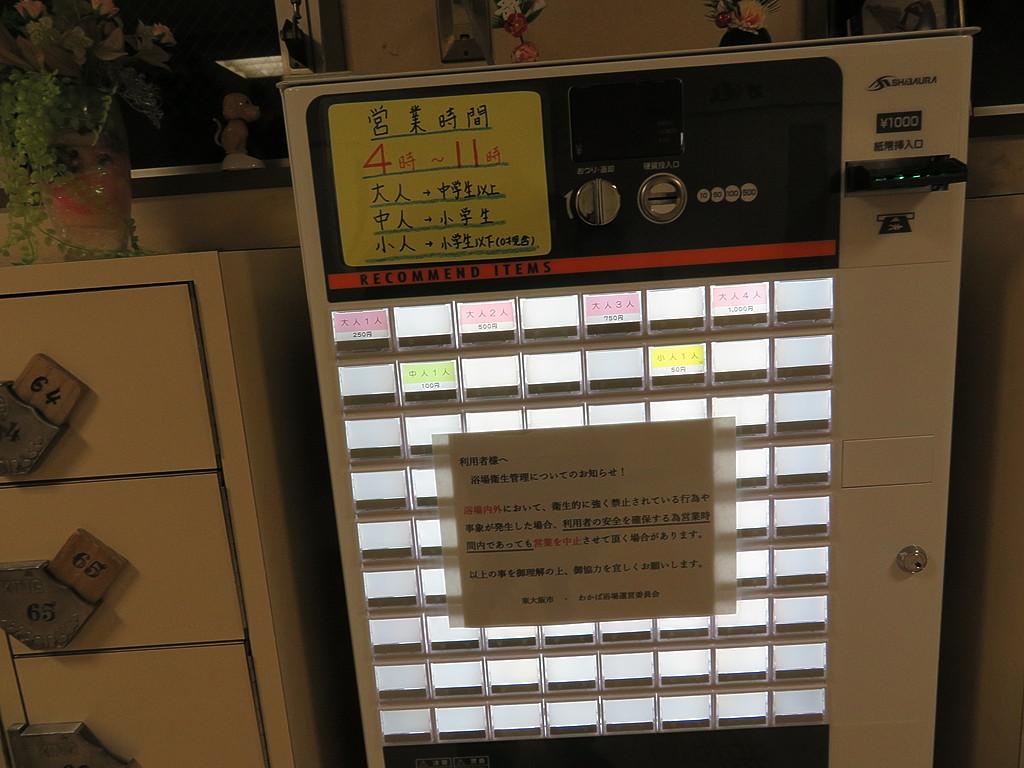 営業時間
4時～11時
大人→中学生以上
中人→小学生
RECOMMEND ITEMS
おつり・返却
硬貨投入口
10 50 100 500
SHIBAURA
¥1000
紙幣挿入口
大人1人
250円
大人2人
500円
大人3人
750円
大人4人
1,000円
中人1人
100円
小人1人
50円
利用者様へ
浴場衛生管理についてのお知らせ！
浴場内外において、衛生的に強く禁止されている行為や
事象が発生した場合、利用者の安全を確保する為営業時
間内であっても営業を中止させて頂く場合があります。
以上の事を御理解の上、御協力を宜しくお願いします。
東大阪市 ・ わかば浴場運営委員会
49
65
65